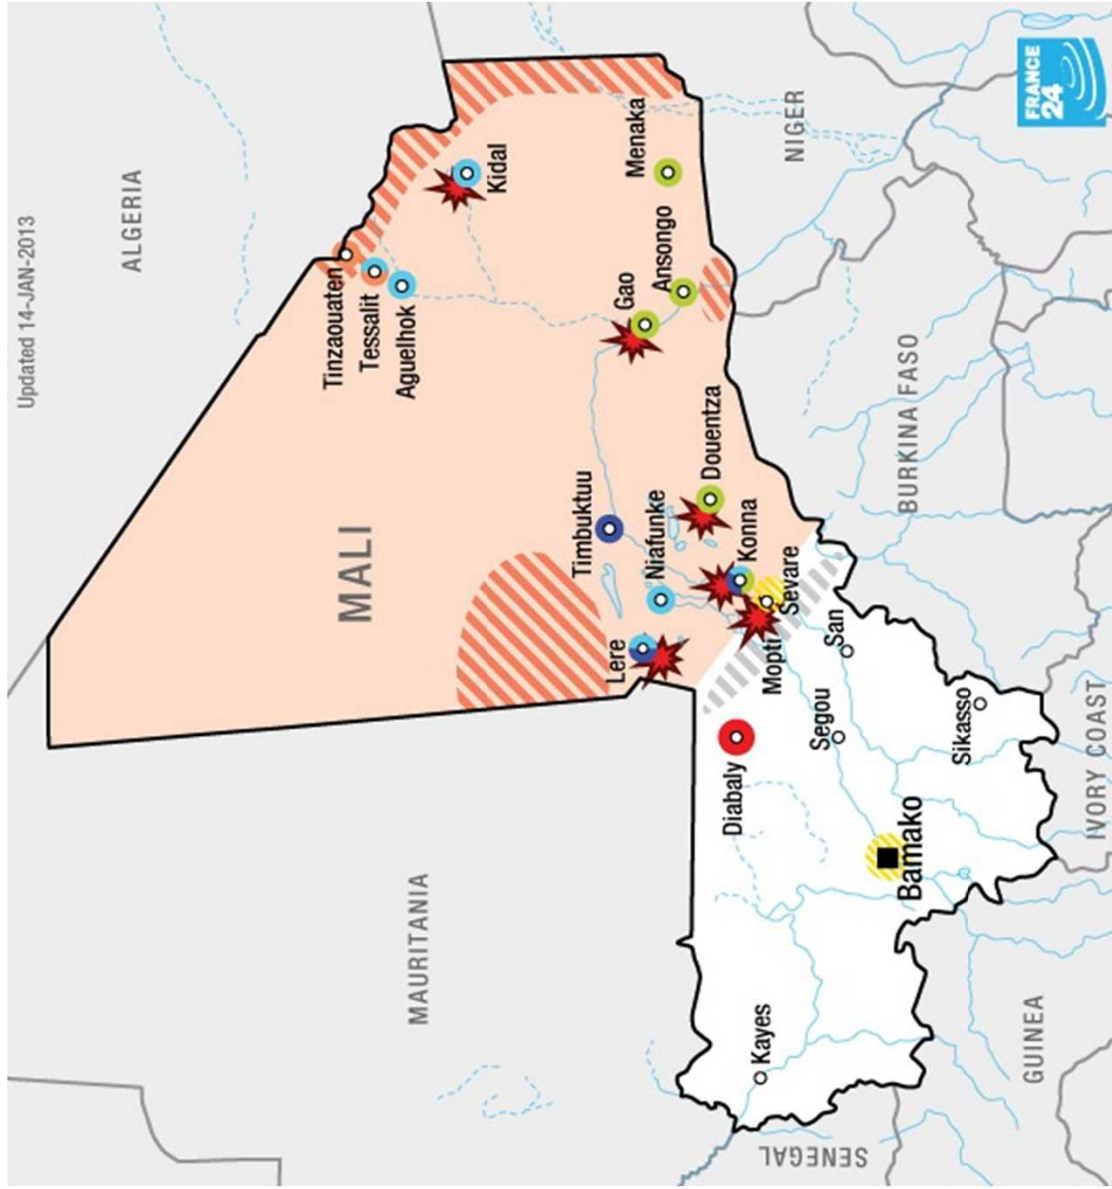 Updated 14-JAN-2013
ALGERIA
Tinzaouaten
MALI
Tessalit
Aguelhok
MAURITANIA
Kidal
Timbuktuu
Lere
Gao
Menaka
Niafunke
Ansongo
Douentza
Diabaly
Konna
Kayes
Mopti
Sevare
NIGER
SENEGAL
Segou
San
BURKINA FASO
Bamako
Sikasso
GUINEA
FRANCE
24
IVORY COAST